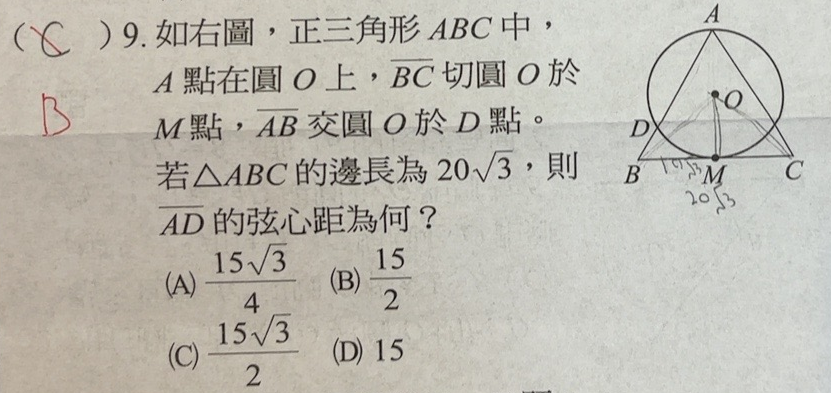 ( C ) 9. 如右圖，正三角形 ABC 中，
A 點在圓 O 上，BC 切圓 O 於
B
M 點，AB 交圓 O 於 D 點。
若△ABC 的邊長為 20√3，則
AD 的弦心距為何？
(A) 15√3/4 (B) 15/2
(C) 15√3/2 (D) 15
A
O
D
B M C
20√3